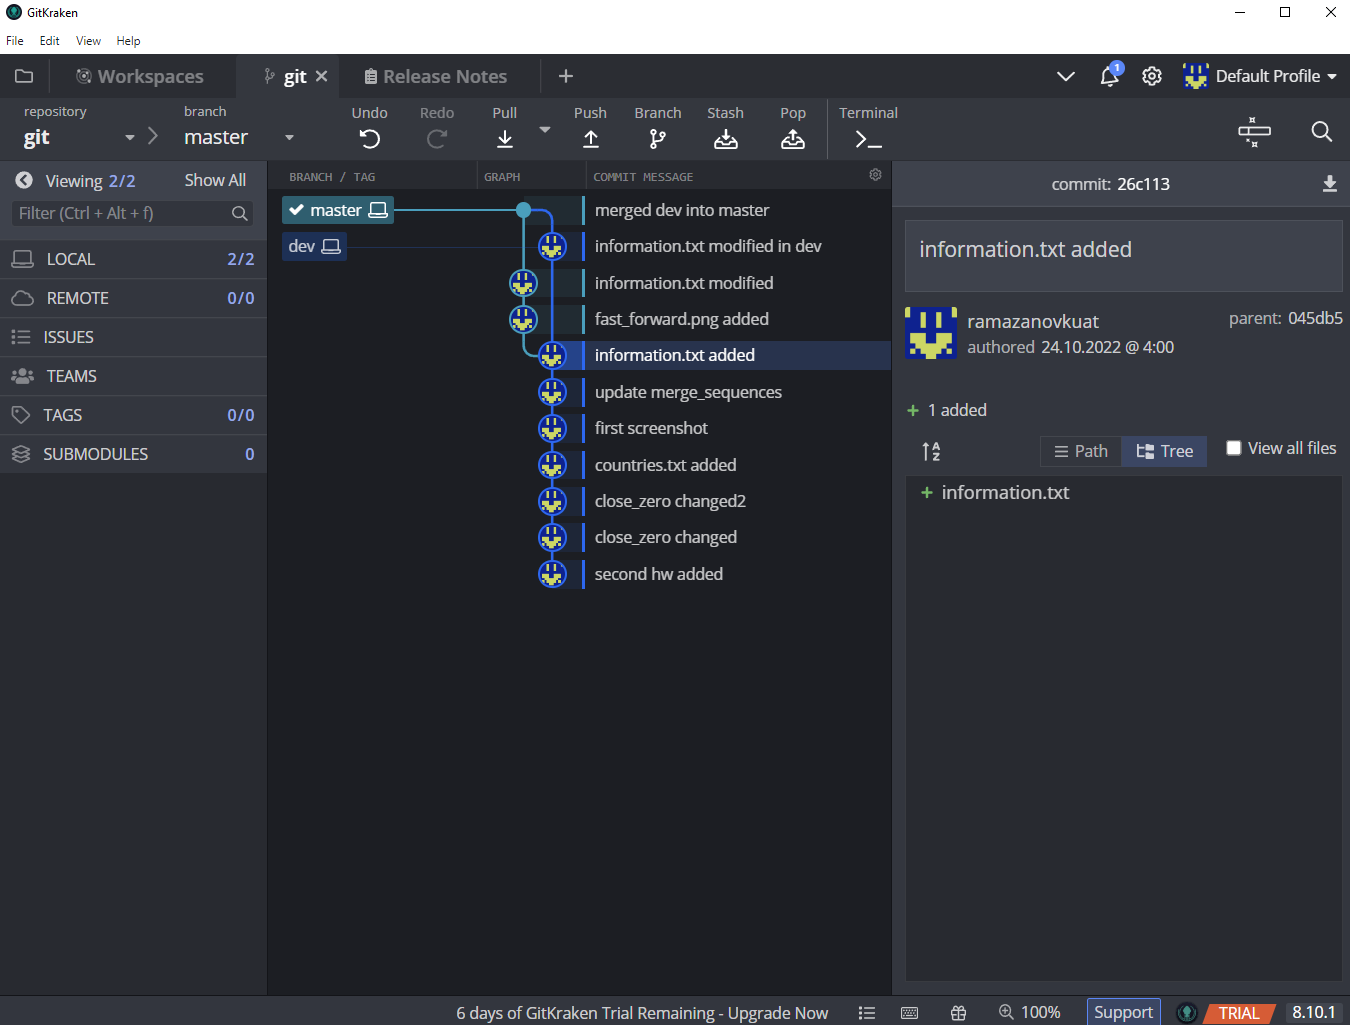 GitKraken
File Edit View Help
Workspaces git Release Notes 1 Default Profile
repository branch Undo Redo Pull Push Branch Stash Pop Terminal
git master
Viewing 2/2 Show All
Filter (Ctrl + Alt + f)
LOCAL 2/2
REMOTE 0/0
ISSUES
TEAMS
TAGS 0/0
SUBMODULES 0
BRANCH / TAG GRAPH COMMIT MESSAGE
master merged dev into master
dev information.txt modified in dev
information.txt modified
fast_forward.png added
information.txt added
update merge_sequences
first screenshot
countries.txt added
close_zero changed2
close_zero changed
second hw added
commit: 26c113
information.txt added
ramazanovkuat parent: 045db5
authored 24.10.2022 @ 4:00
+ 1 added
A Z Path Tree View all files
+ information.txt
6 days of GitKraken Trial Remaining - Upgrade Now 100% Support TRIAL 8.10.1